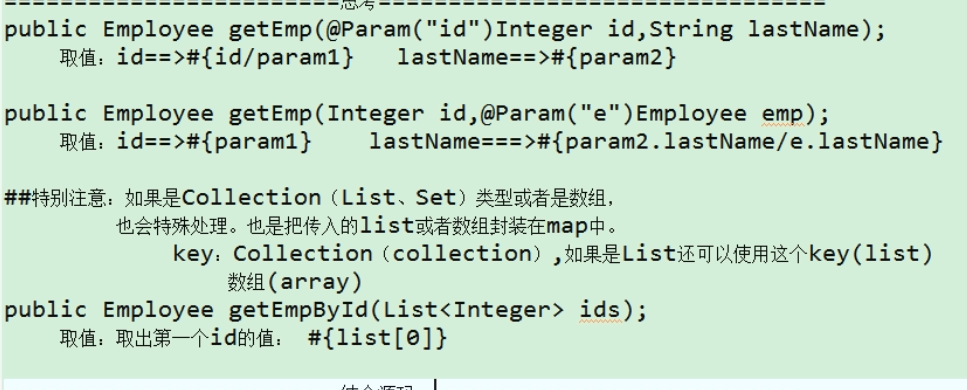 ==========================思考================================
public Employee getEmp(@Param("id")Integer id,String lastName);
取值：id==>#{id/param1} lastName==>#{param2}
public Employee getEmp(Integer id,@Param("e")Employee emp);
取值：id==>#{param1} lastName===>#{param2.lastName/e.lastName}
##特别注意：如果是Collection（List、Set）类型或者是数组，
也会特殊处理。也是把传入的list或者数组封装在map中。
key：Collection（collection）,如果是List还可以使用这个key(list)
数组(array)
public Employee getEmpById(List<Integer> ids);
取值：取出第一个id的值： #{list[0]}